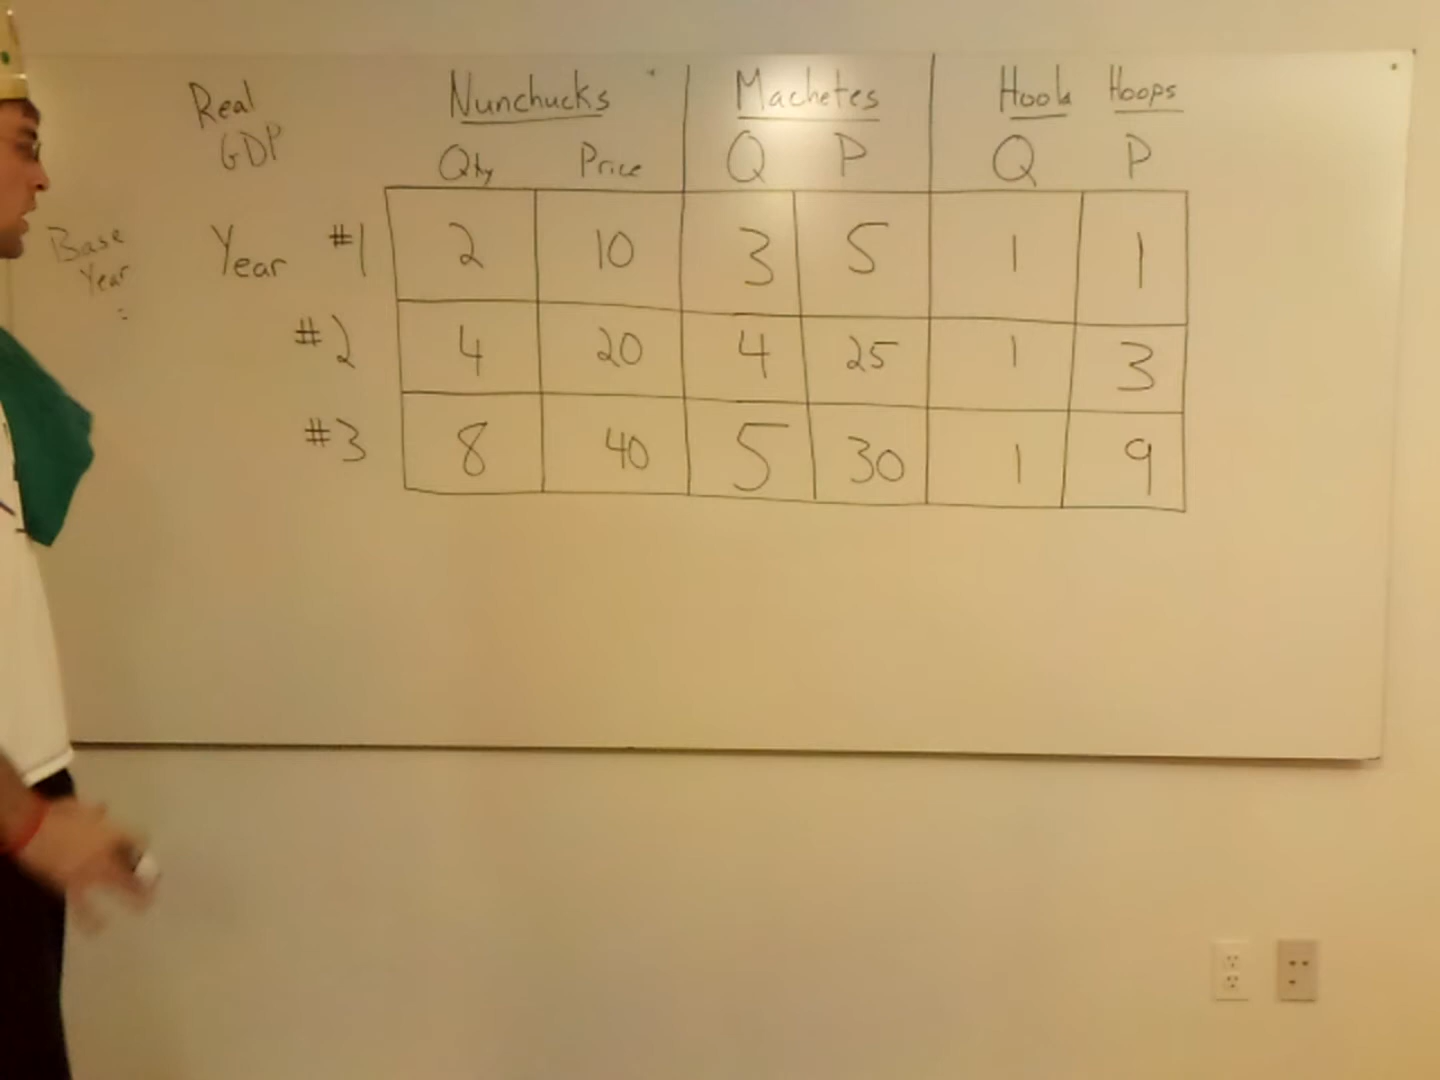 Real GDP
Nunchucks Machetes Hoola Hoops
Qty Price Q P Q P
Base Year :
Year #1 2 10 3 5 1 1
#2 4 20 4 25 1 3
#3 8 40 5 30 1 9